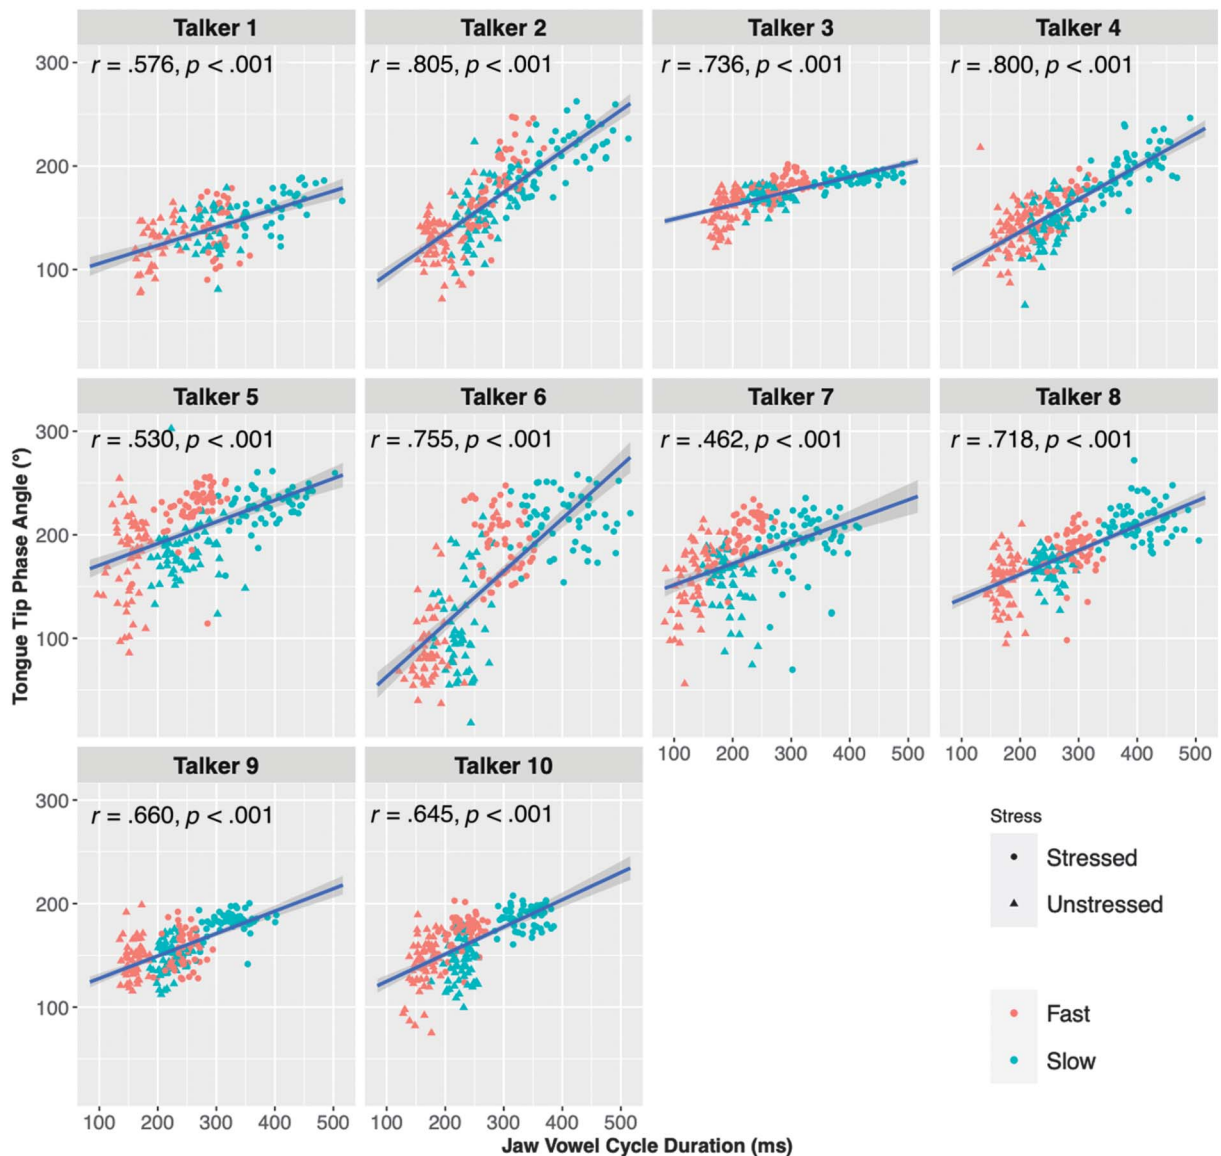 Talker 1 Talker 2 Talker 3 Talker 4
r = .576, p < .001 r = .805, p < .001 r = .736, p < .001 r = .800, p < .001
300
200
100
Talker 5 Talker 6 Talker 7 Talker 8
r = .530, p < .001 r = .755, p < .001 r = .462, p < .001 r = .718, p < .001
300
200
100
Tongue Tip Phase Angle (°)
100 200 300 400 500 100 200 300 400 500
Talker 9 Talker 10
r = .660, p < .001 r = .645, p < .001
300
200
100
Stress
Stressed
Unstressed
Fast
Slow
100 200 300 400 500 100 200 300 400 500
Jaw Vowel Cycle Duration (ms)